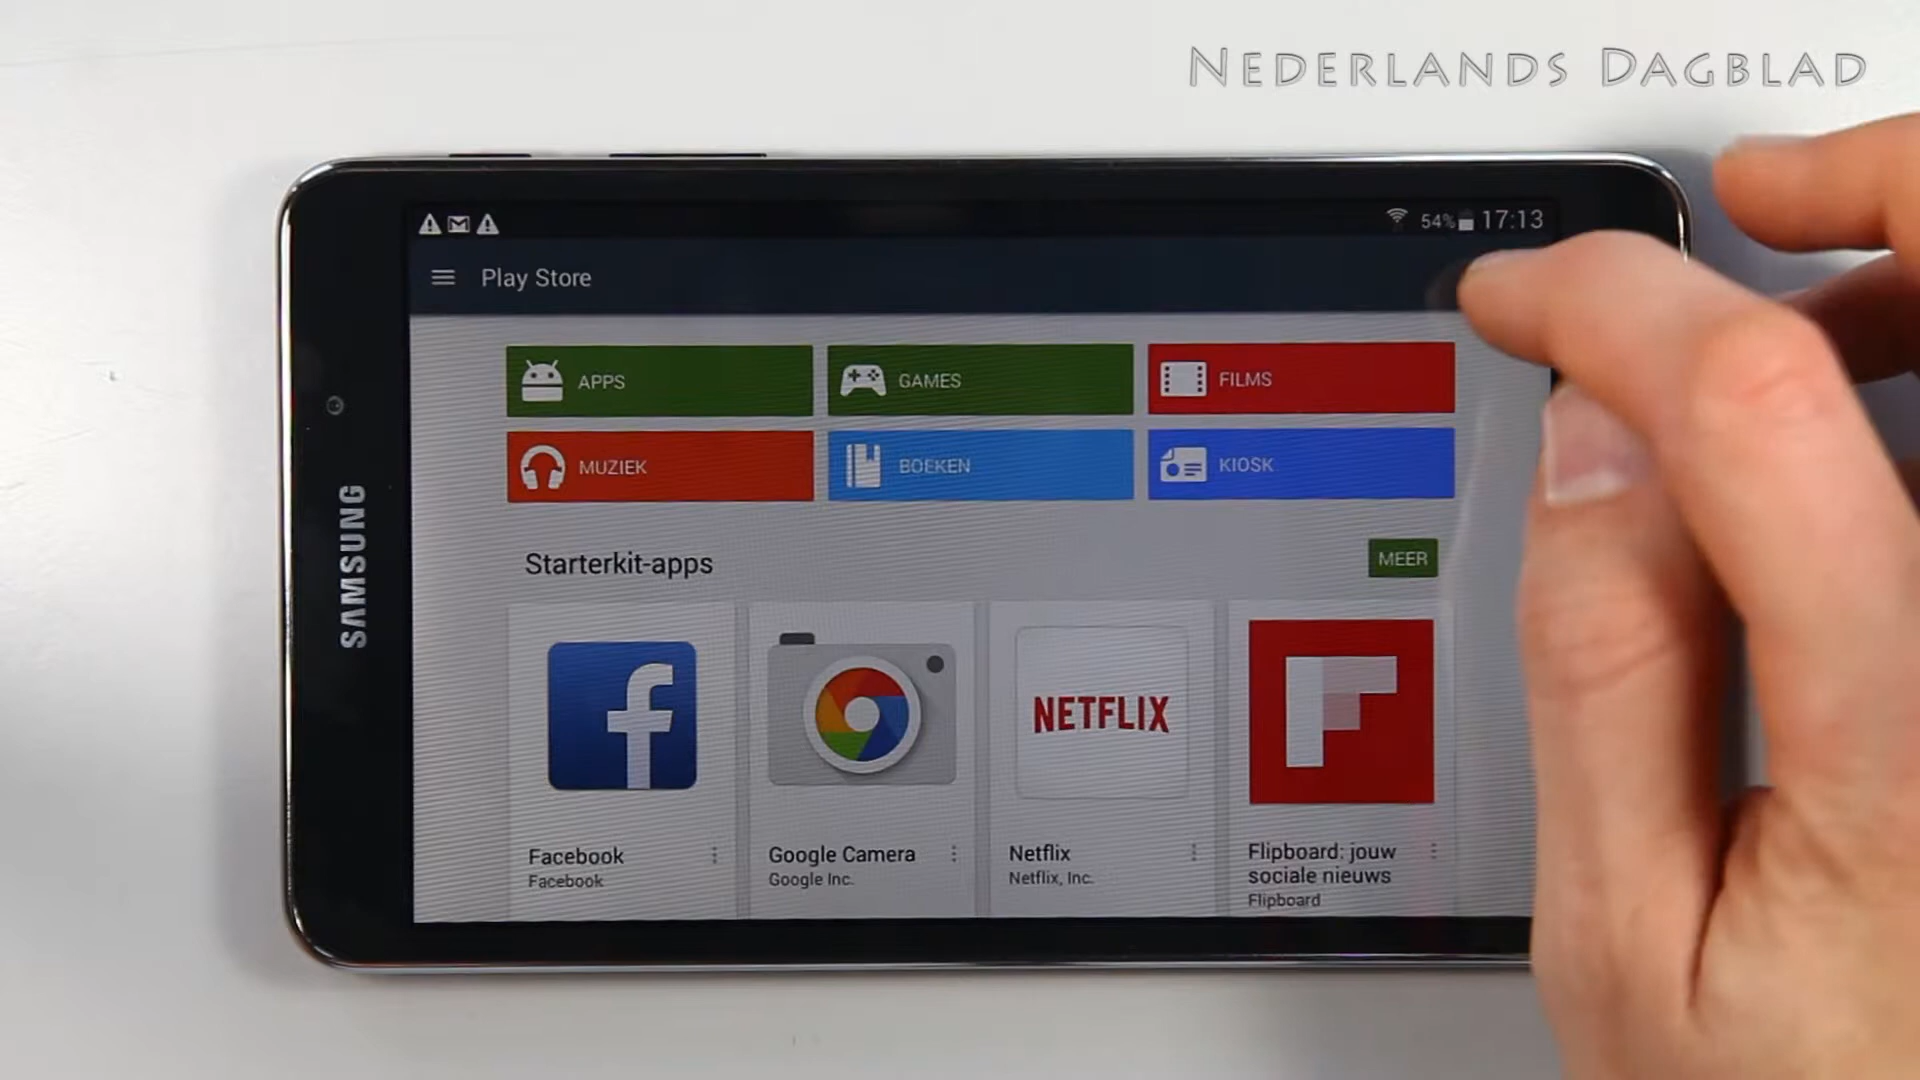 NEDERLANDS DAGBLAD
54% 17:13
Play Store
APPS
GAMES
FILMS
MUZIEK
BOEKEN
KIOSK
Starterkit-apps
MEER
SAMSUNG
NETFLIX
Facebook
Facebook
Google Camera
Google Inc.
Netflix
Netflix, Inc.
Flipboard: jouw
sociale nieuws
Flipboard